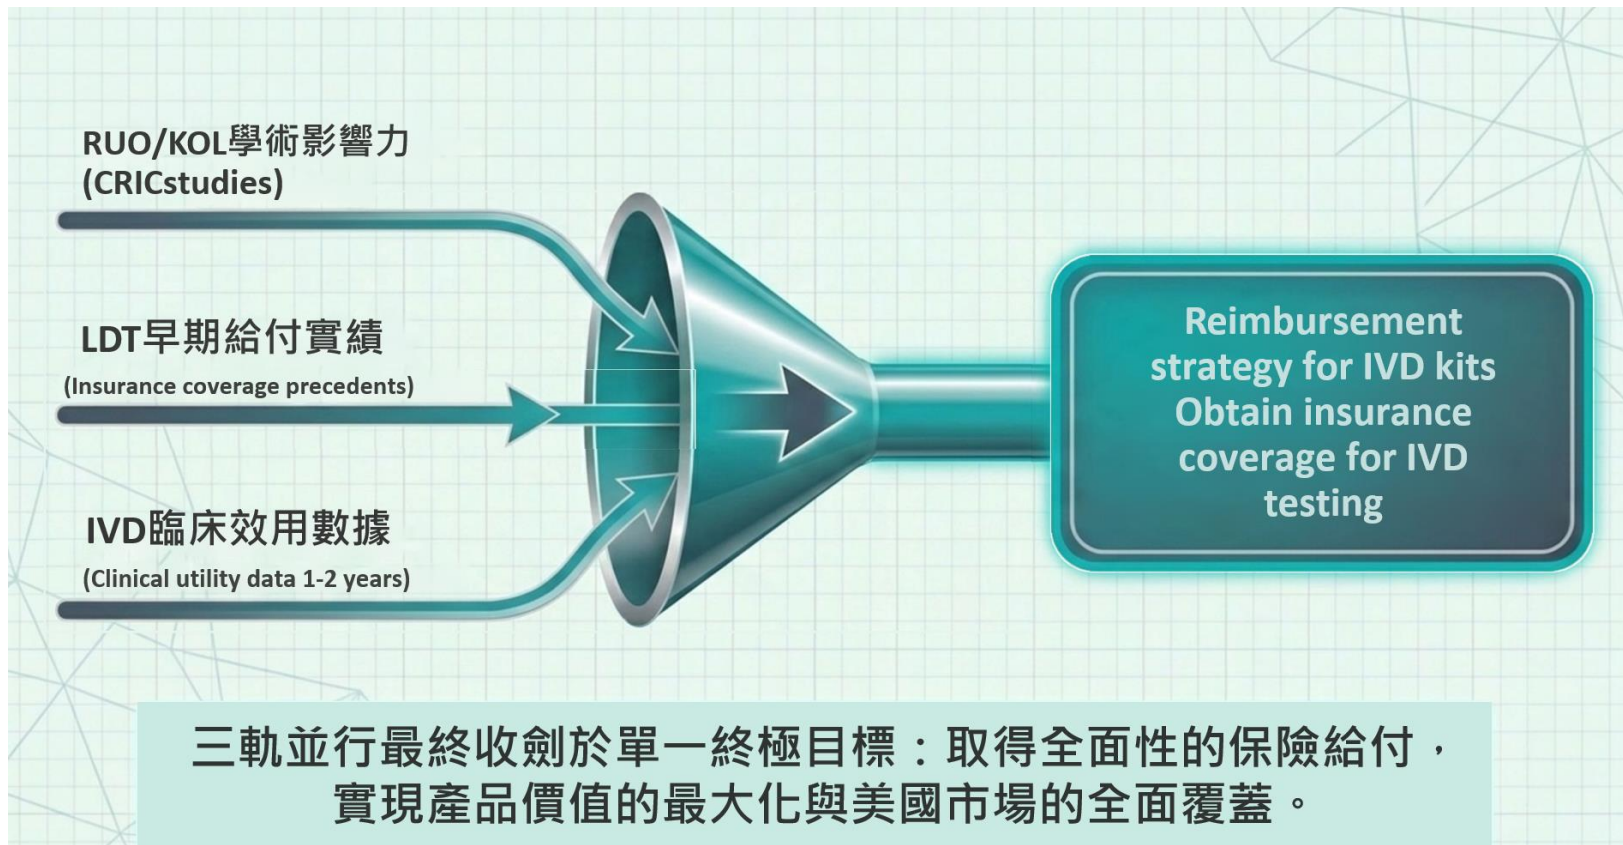 RUO/KOL學術影響力
(CRICstudies)
LDT早期給付實績
(Insurance coverage precedents)
IVD臨床效用數據
(Clinical utility data 1-2 years)
Reimbursement
strategy for IVD kits
Obtain insurance
coverage for IVD
testing
三軌並行最終收劍於單一終極目標：取得全面性的保險給付，
實現產品價值的最大化與美國市場的全面覆蓋。